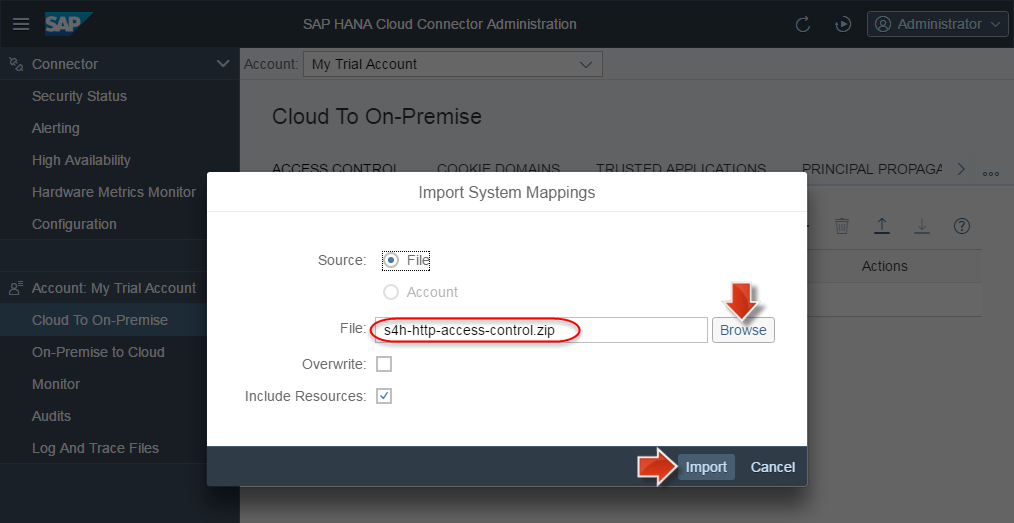 SAP
SAP HANA Cloud Connector Administration
Administrator
Connector
Security Status
Alerting
High Availability
Hardware Metrics Monitor
Configuration
Account: My Trial Account
Cloud To On-Premise
On-Premise to Cloud
Monitor
Audits
Log And Trace Files
Account: My Trial Account
Cloud To On-Premise
ACCESS CONTROL COOKIE DOMAINS TRUSTED APPLICATIONS PRINCIPAL PROPAGA
Actions
Import System Mappings
Source: File
Account
File: s4h-http-access-control.zip Browse
Overwrite:
Include Resources:
Import Cancel